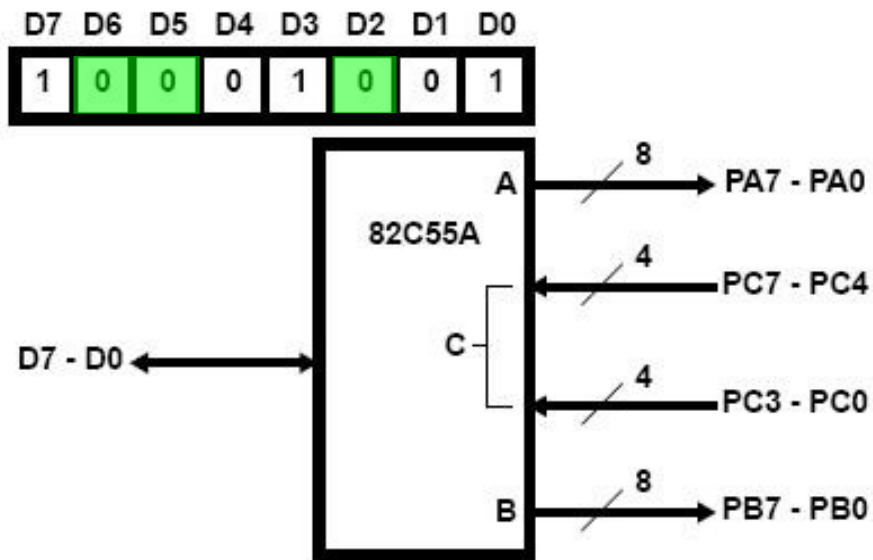 D7 D6 D5 D4 D3 D2 D1 D0
1 0 0 0 1 0 0 1
A 8 PA7 - PA0
82C55A
4 PC7 - PC4
D7 - D0 C
4 PC3 - PC0
B 8 PB7 - PB0